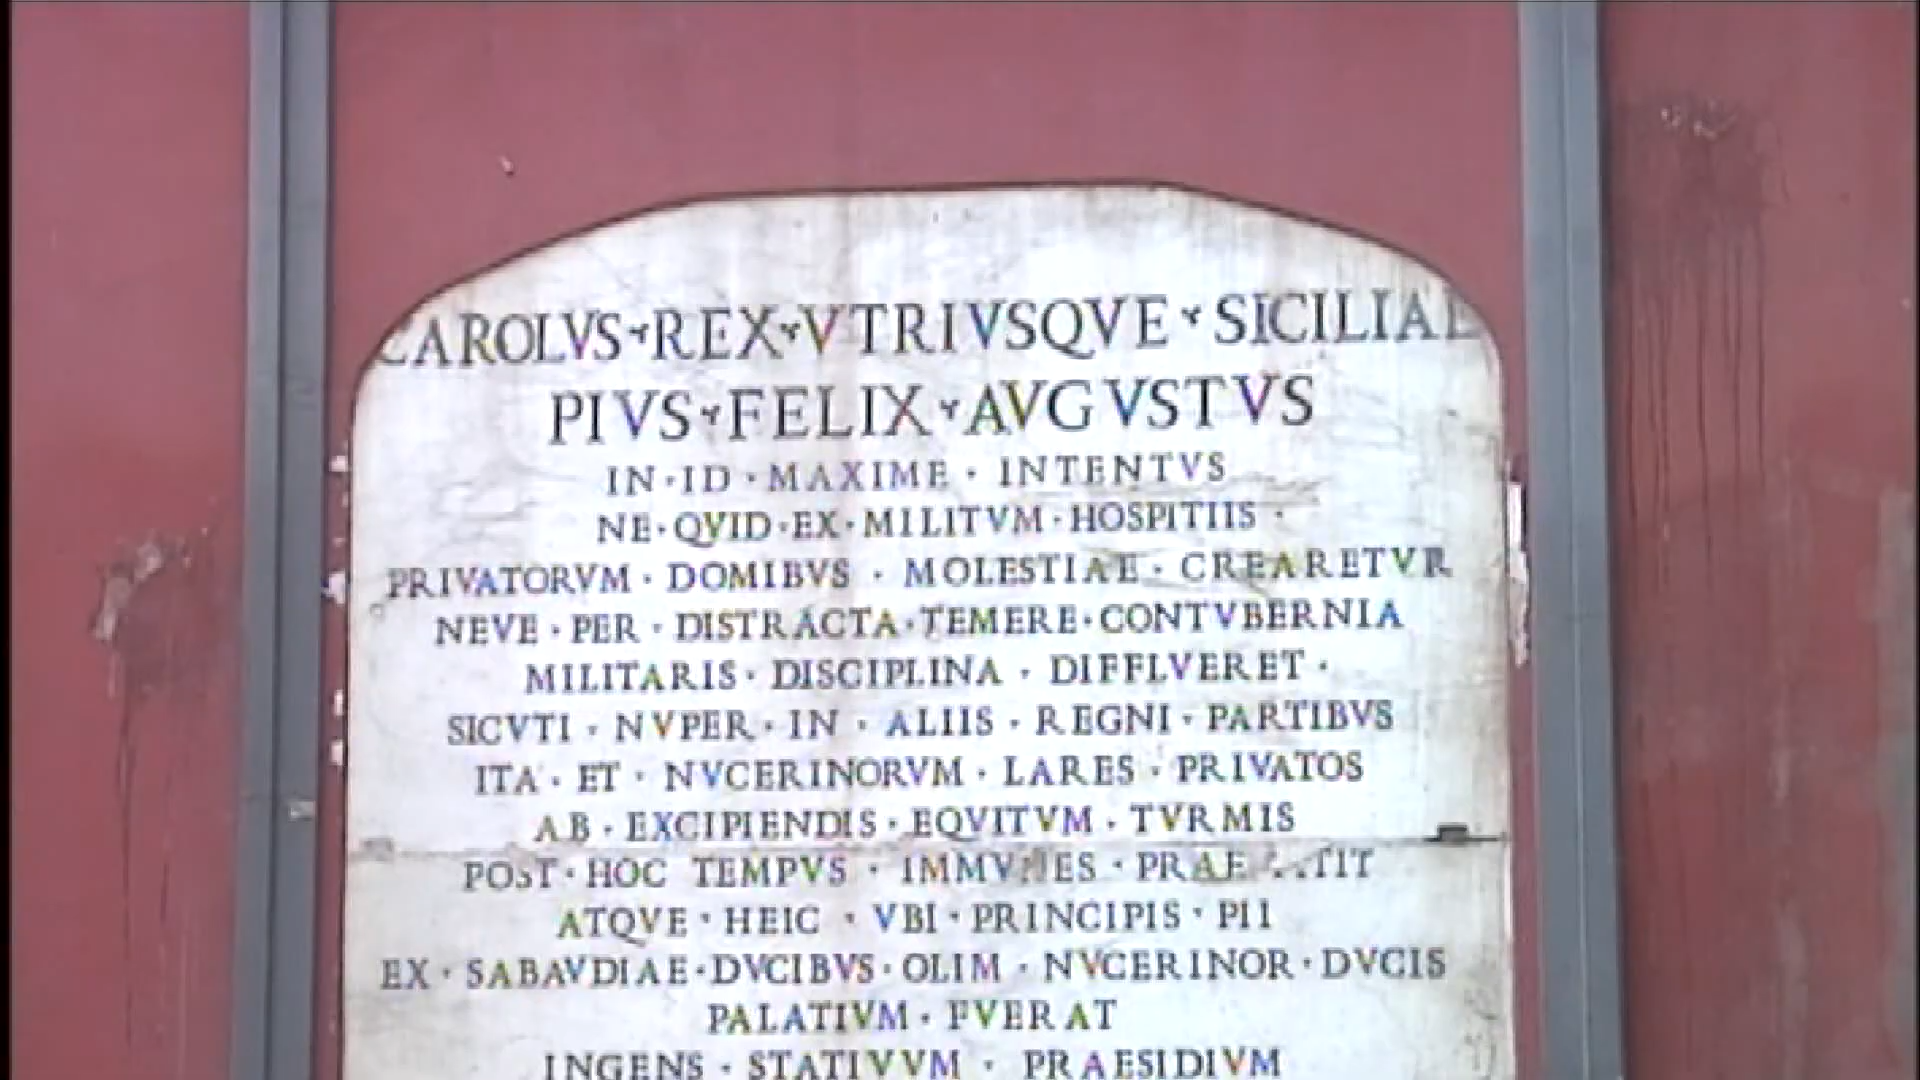 CAROLVS REX VTRIVSQVE SICILIAE
PIVS FELIX AVGVSTVS
IN · ID · MAXIME · INTENTVS
NE · QVID · EX · MILITVM · HOSPITIIS ·
PRIVATORVM · DOMIBVS · MOLESTIAE · CREARETVR
NEVE · PER · DISTRACTA · TEMERE · CONTVBERNIA
MILITARIS · DISCIPLINA · DIFFLVERET ·
SICVTI · NVPER · IN · ALIIS · REGNI · PARTIBVS
ITA · ET · NVCERINORVM · LARES · PRIVATOS
AB · EXCIPIENDIS · EQVITVM · TVRMIS
POST · HOC TEMPVS · IMMVNES ·
ATQVE · HEIC · VBI · PRINCIPIS · PII
EX · SABAVDIAE · DVCIBVS · OLIM · NVCERINOR · DVCIS
PALATIVM · FVERAT
INGENS · STATIVVM · PRAESIDIVM